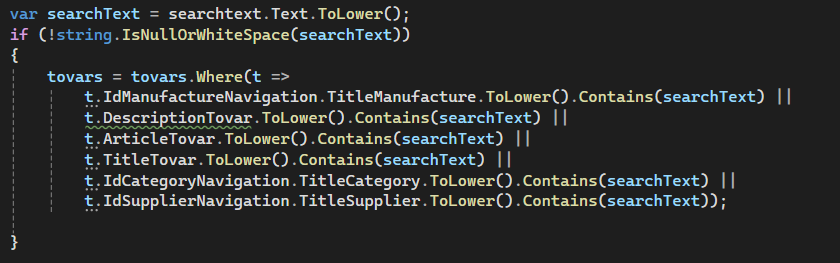 var searchText = searchtext.Text.ToLower();
if (!string.IsNullOrWhiteSpace(searchText))
{
tovars = tovars.Where(t =>
t.IdManufactureNavigation.TitleManufacture.ToLower().Contains(searchText) ||
t.DescriptionTovar.ToLower().Contains(searchText) ||
t.ArticleTovar.ToLower().Contains(searchText) ||
t.TitleTovar.ToLower().Contains(searchText) ||
t.IdCategoryNavigation.TitleCategory.ToLower().Contains(searchText) ||
t.IdSupplierNavigation.TitleSupplier.ToLower().Contains(searchText));
}